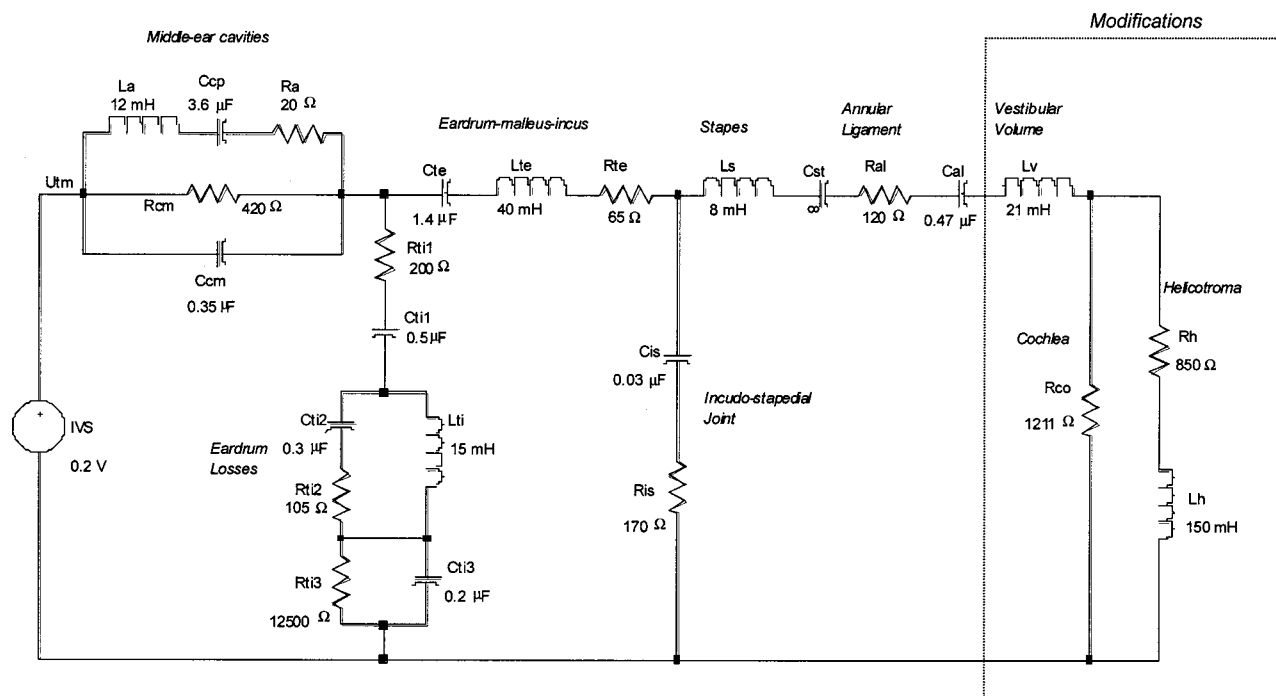 Modifications
Middle-ear cavities
La
12 mH
Ccp
3.6 μF
Ra
20 Ω
Utm
Rcm
420 Ω
Ccm
0.35 μF
Eardrum-malleus-incus
Cte
1.4 μF
Lte
40 mH
Rte
65 Ω
Stapes
Ls
8 mH
Cst
∞
Annular
Ligament
Ral
120 Ω
Cal
0.47 μF
Vestibular
Volume
Lv
21 mH
Rti1
200 Ω
Cti1
0.5 μF
Cti2
0.3 μF
Lti
15 mH
Eardrum
Losses
Rti2
105 Ω
Rti3
12500 Ω
Cti3
0.2 μF
IVS
0.2 V
+
Cis
0.03 μF
Incudo-stapedial
Joint
Ris
170 Ω
Cochlea
Rco
1211 Ω
Helicotroma
Rh
850 Ω
Lh
150 mH